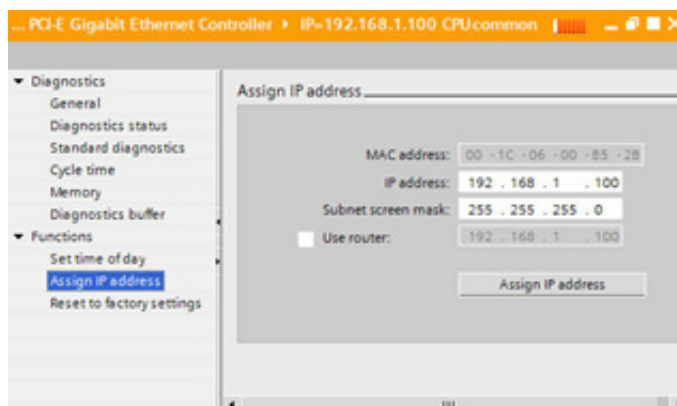 ... PCI-E Gigabit Ethernet Controller ▸ IP=192.168.1.100 CPUcommon
Diagnostics
General
Diagnostics status
Standard diagnostics
Cycle time
Memory
Diagnostics buffer
Functions
Set time of day
Assign IP address
Reset to factory settings
Assign IP address
MAC address: 00 -1C -06 -00 -85 -28
IP address: 192 . 168 . 1 . 100
Subnet screen mask: 255 . 255 . 255 . 0
Use router: 192 . 168 . 1 . 100
Assign IP address